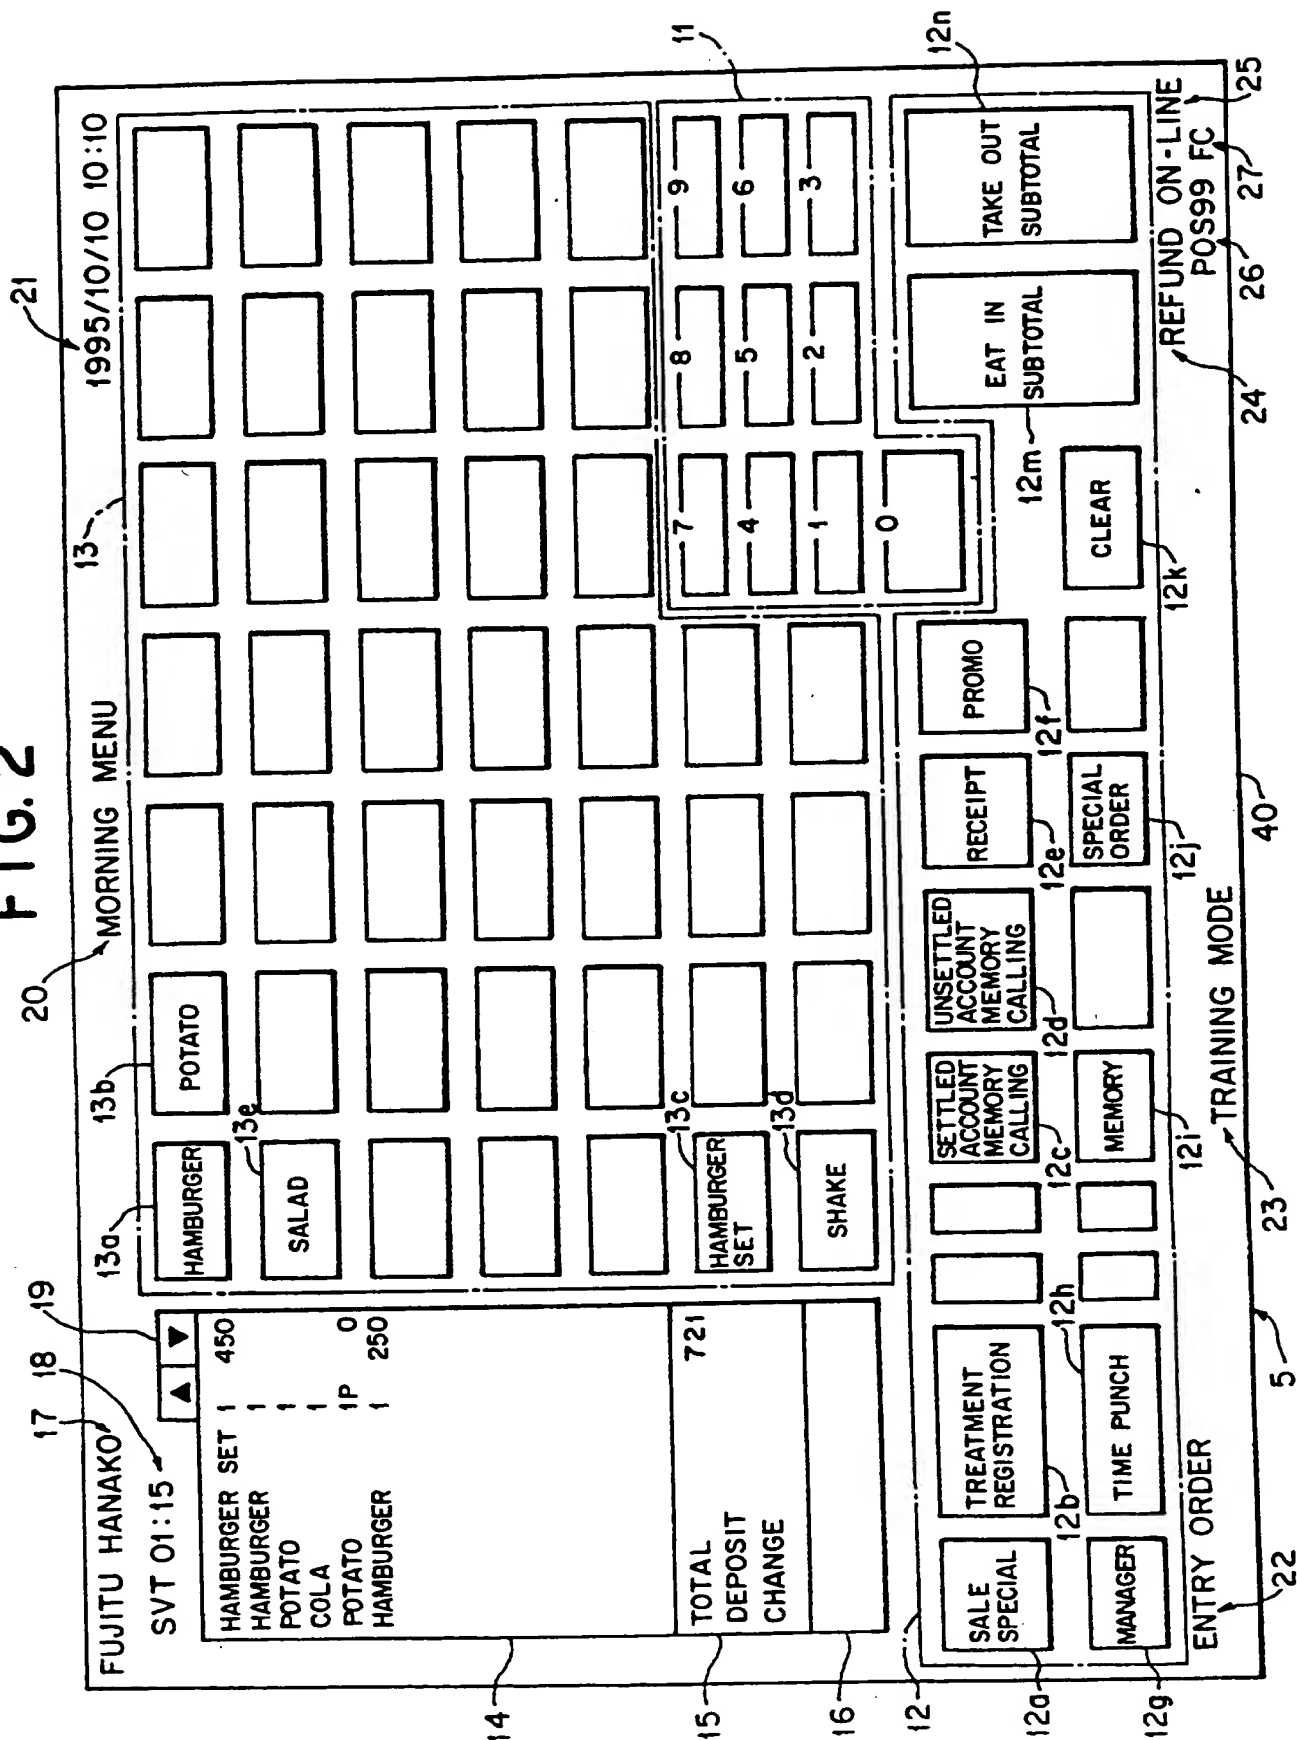 FIG. 2
20
MORNING MENU
13
21
1995/10/10 10:10
17
FUJITU HANAKO
18
SVT 01:15
19
▲ ▼
HAMBURGER SET 1 450
HAMBURGER 1
POTATO 1
COLA 1
POTATO 1P 0
HAMBURGER 1 250
14
TOTAL 721
DEPOSIT
CHANGE
15
16
13a
HAMBURGER
13b
POTATO
13e
SALAD
13c
HAMBURGER
SET
13d
SHAKE
11
7 8 9
4 5 6
1 2 3
0
12
SALE
SPECIAL
12a
TREATMENT
REGISTRATION
12b
SETTLED
ACCOUNT
MEMORY
CALLING
12c
UNSETTLED
ACCOUNT
MEMORY
CALLING
12d
RECEIPT
12e
PROMO
12f
EAT IN
SUBTOTAL
12m
TAKE OUT
SUBTOTAL
12n
MANAGER
12g
TIME PUNCH
12h
MEMORY
12i
SPECIAL
ORDER
12j
CLEAR
12k
ENTRY ORDER
22
5
TRAINING MODE
23
40
REFUND ON-LINE
24
25
POS99 FC
26
27